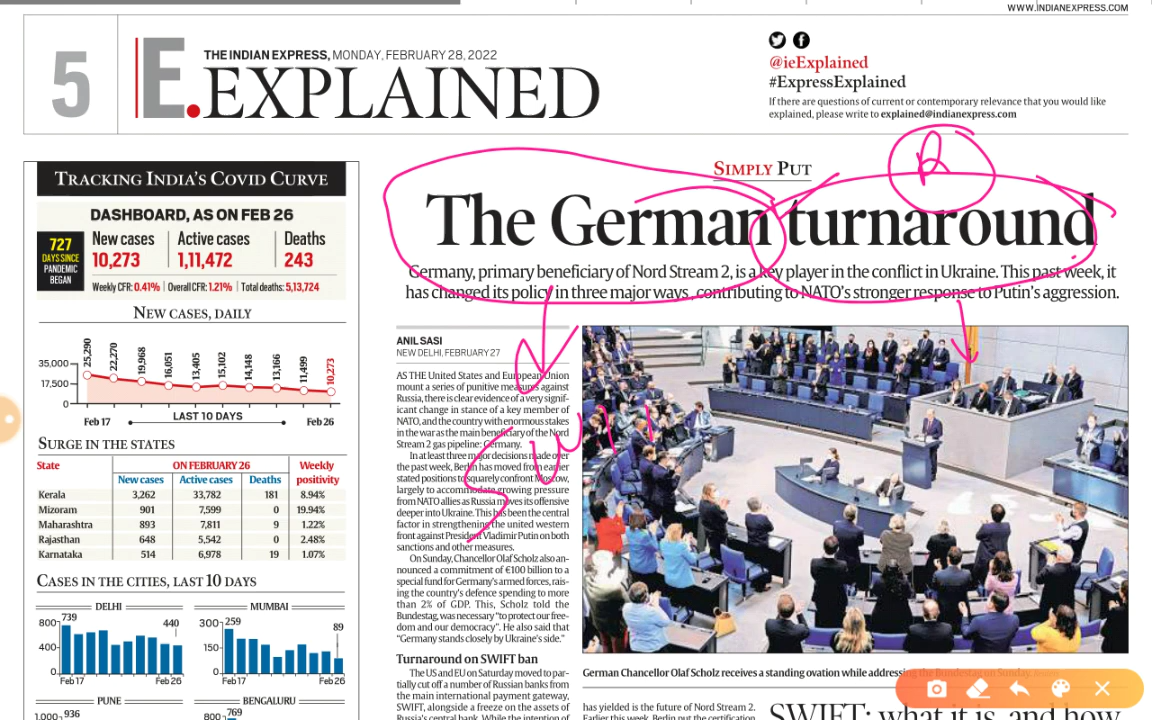 WWW.INDIANEXPRESS.COM
5
E.EXPLAINED
THE INDIAN EXPRESS, MONDAY, FEBRUARY 28, 2022
@ieExplained
#ExpressExplained
If there are questions of current or contemporary relevance that you would like
explained, please write to explained@indianexpress.com
TRACKING INDIA'S COVID CURVE
DASHBOARD, AS ON FEB 26
727
DAYS SINCE
PANDEMIC
BEGAN
New cases
10,273
Active cases
1,11,472
Deaths
243
Weekly CFR: 0.41% | Overall CFR: 1.21% | Total deaths: 5,13,724
NEW CASES, DAILY
35,000
17,500
0
25,290
22,270
19,968
16,051
13,405
15,102
14,148
13,166
11,499
10,273
Feb 17
LAST 10 DAYS
Feb 26
SURGE IN THE STATES
State ON FEBRUARY 26 Weekly
New cases Active cases Deaths positivity
Kerala 3,262 33,782 181 8.94%
Mizoram 901 7,599 0 19.94%
Maharashtra 893 7,811 9 1.22%
Rajasthan 648 5,542 0 2.48%
Karnataka 514 6,978 19 1.07%
CASES IN THE CITIES, LAST 10 DAYS
DELHI
800
400
0
739
440
Feb 17 Feb 26
MUMBAI
300
150
0
259
89
Feb 17 Feb 26
PUNE
1,000
936
BENGALURU
800
769
SIMPLY PUT
The German turnaround
Germany, primary beneficiary of Nord Stream 2, is a key player in the conflict in Ukraine. This past week, it
has changed its policy in three major ways, contributing to NATO's stronger response to Putin's aggression.
ANIL SASI
NEW DELHI, FEBRUARY 27
AS THE United States and European Union
mount a series of punitive measures against
Russia, there is clear evidence of a very signif-
icant change in stance of a key member of
NATO, and the country with enormous stakes
in the war as the main beneficiary of the Nord
Stream 2 gas pipeline: Germany.
In at least three major decisions made over
the past week, Berlin has moved from earlier
stated positions to squarely confront Moscow,
largely to accommodate growing pressure
from NATO allies as Russia moves its offensive
deeper into Ukraine. This has been the central
factor in strengthening the united western
front against President Vladimir Putin on both
sanctions and other measures.
On Sunday, Chancellor Olaf Scholz also an-
nounced a commitment of €100 billion to a
special fund for Germany's armed forces, rais-
ing the country's defence spending to more
than 2% of GDP. This, Scholz told the
Bundestag, was necessary "to protect our free-
dom and our democracy". He also said that
"Germany stands closely by Ukraine's side."
Turnaround on SWIFT ban
The US and EU on Saturday moved to par-
tially cut off a number of Russian banks from
the main international payment gateway,
SWIFT, alongside a freeze on the assets of
Russia's central bank. While the intention of
German Chancellor Olaf Scholz receives a standing ovation while addressing the Bundestag on Sunday.
has yielded is the future of Nord Stream 2.
Earlier this week, Berlin put the certification
SWIFT: what it is, and how